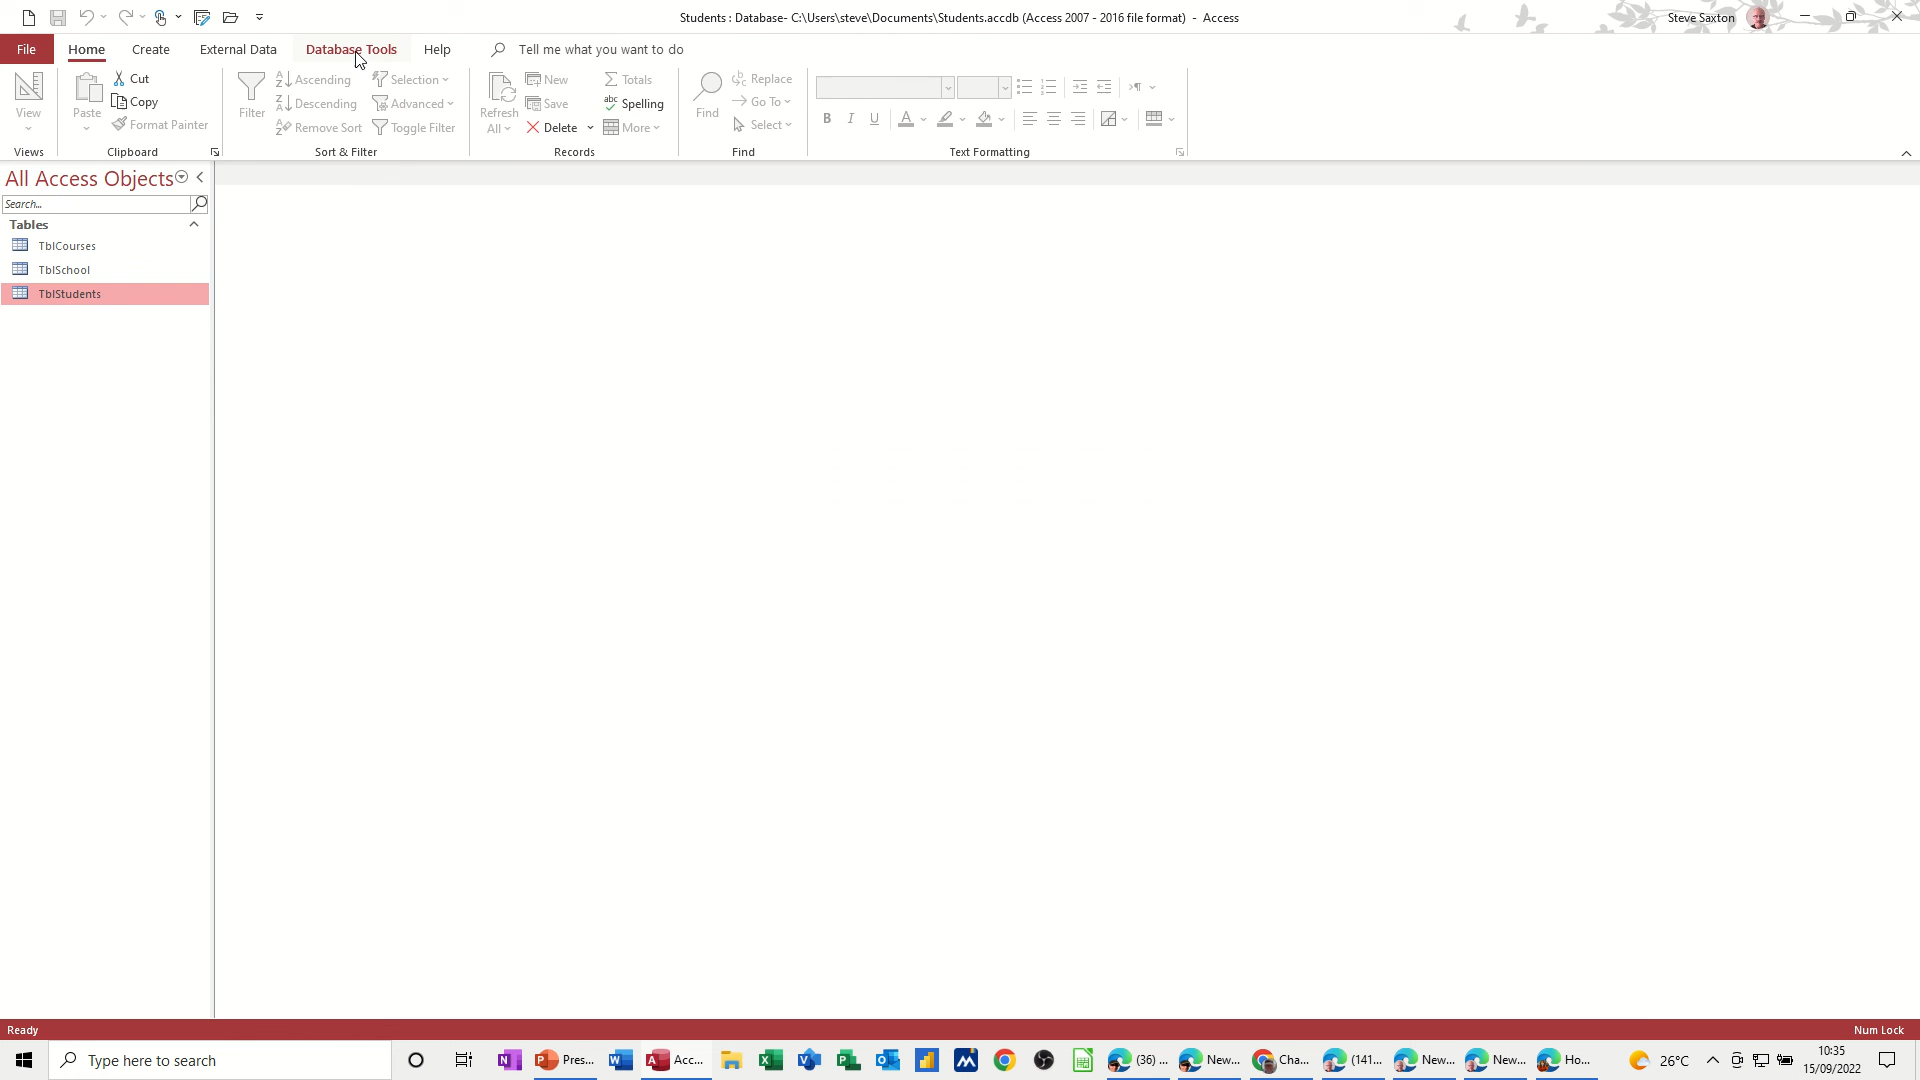 Students : Database- C:\Users\steve\Documents\Students.accdb (Access 2007 - 2016 file format)  -  Access
Steve Saxton
File
Home
Create
External Data
Database Tools
Help
Tell me what you want to do
View
Views
Paste
Cut
Copy
Format Painter
Clipboard
Filter
Ascending
Descending
Remove Sort
Selection
Advanced
Toggle Filter
Sort & Filter
Refresh
All
New
Save
Delete
Totals
Spelling
More
Records
Find
Replace
Go To
Select
Find
B I U A
Text Formatting
All Access Objects
Search...
Tables
TblCourses
TblSchool
TblStudents
Ready
Num Lock
Type here to search
Pres...
Acc...
(36) ...
New...
Cha...
(141...
New...
New...
Ho...
26°C
10:35
15/09/2022